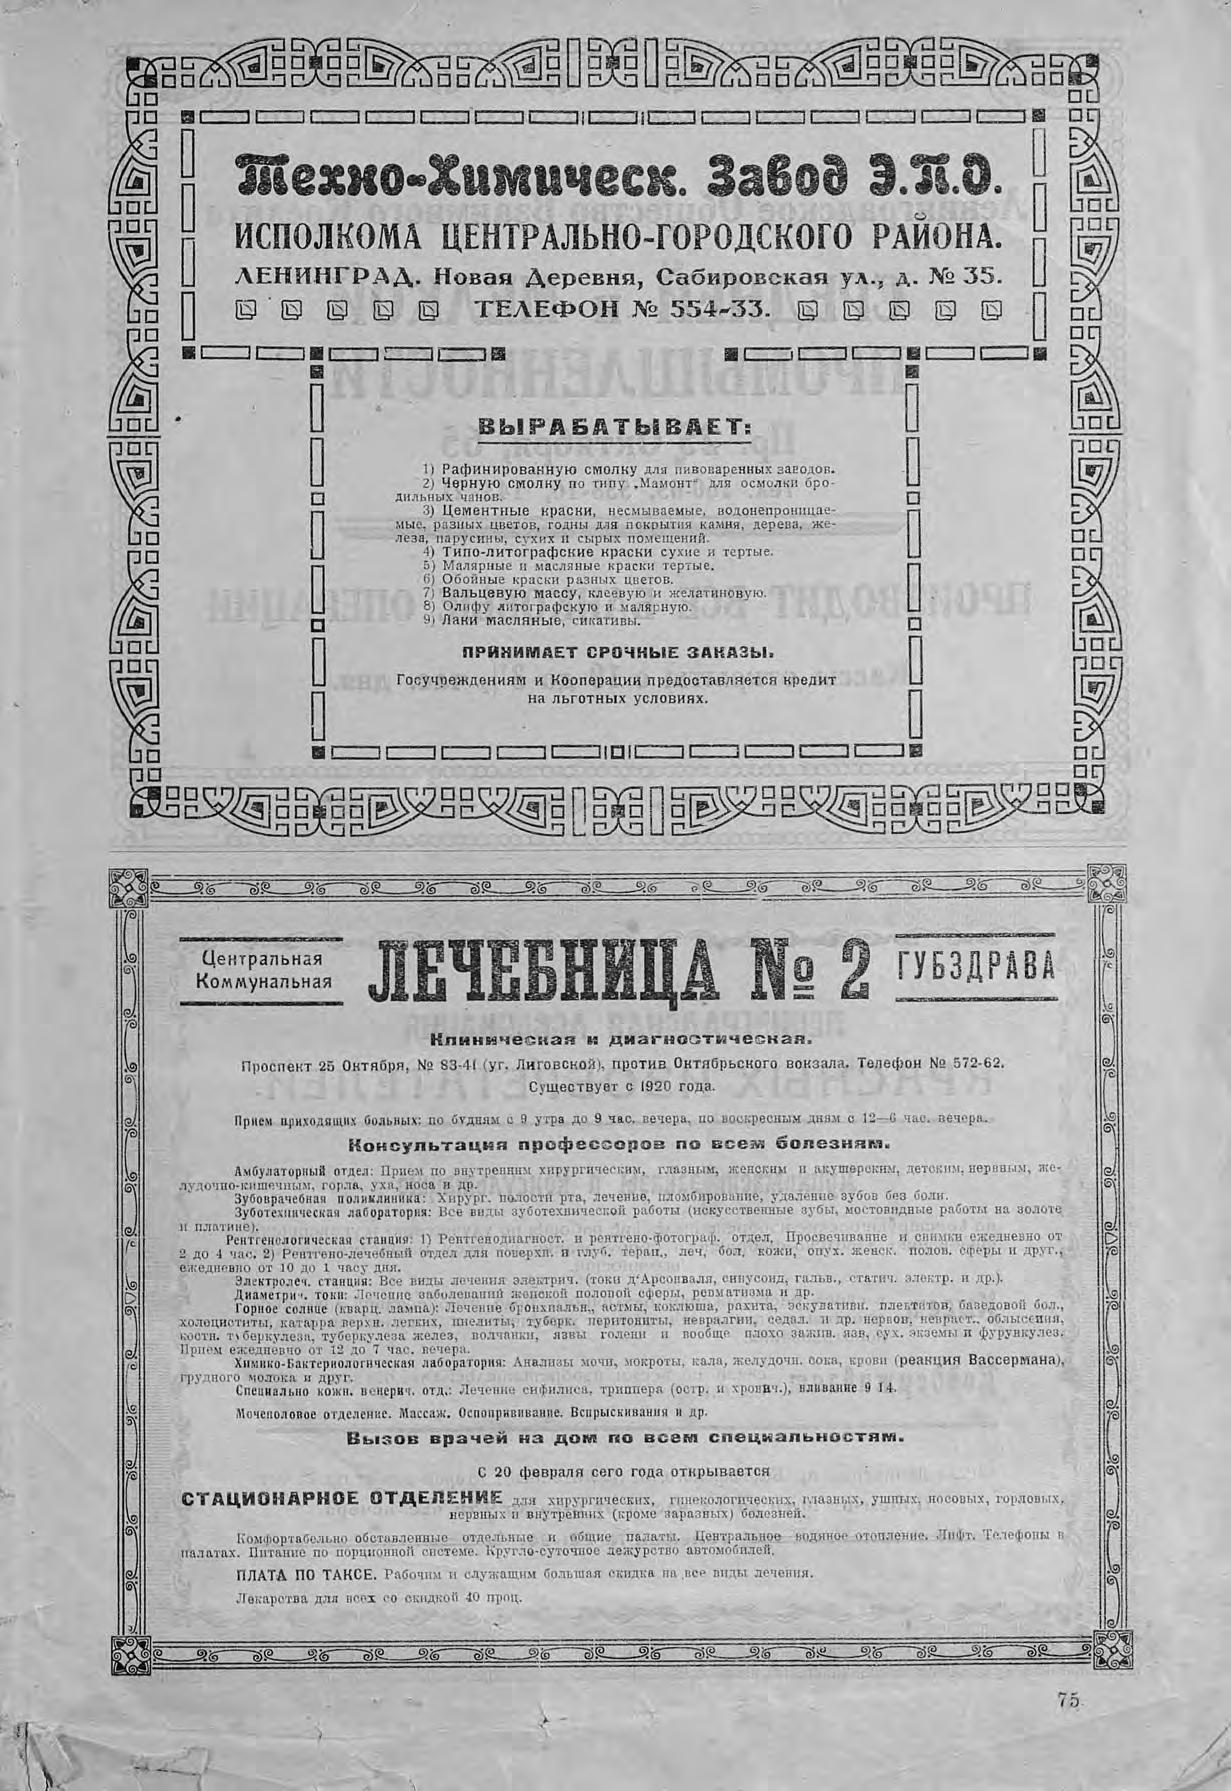 Техно-Химическ. Завод Э.П.О.
ИСПОЛКОМА ЦЕНТРАЛЬНО-ГОРОДСКОГО РАЙОНА.
ЛЕНИНГРАД. Новая Деревня, Сабировская ул., д. № 35.
ТЕЛЕФОН № 554-33.
ВЫРАБАТЫВАЕТ:
1) Рафинированную смолку для пивоваренных заводов.
2) Черную смолку по типу „Мамонт“ для осмолки бро-
дильных чанов.
3) Цементные краски, несмываемые, водонепроницае-
мые, разных цветов, годны для покрытия камня, дерева, же-
леза, парусины, сухих и сырых помещений.
4) Типо-литографские краски сухие и тертые.
5) Малярные и масляные краски тертые.
6) Обойные краски разных цветов.
7) Вальцевую массу, клеевую и желатиновую.
8) Олифу литографскую и малярную.
9) Лаки масляные, сикативы.
ПРИНИМАЕТ СРОЧНЫЕ ЗАКАЗЫ.
Госучреждениям и Кооперации предоставляется кредит
на льготных условиях.
Центральная
Коммунальная
ЛЕЧЕБНИЦА № 2
ГУБЗДРАВА
Клиническая и диагностическая.
Проспект 25 Октября, № 83-41 (уг. Лиговской), против Октябрьского вокзала. Телефон № 572-62.
Существует с 1920 года.
Прием приходящих больных: по будням с 9 утра до 9 час. вечера, по воскресным дням с 12—6 час. вечера.
Консультация профессоров по всем болезням.
Амбулаторный отдел: Прием по внутренним хирургическим, глазным, женским и акушерским, детским, нервным, же-
лудочно-кишечным, горла, уха, носа и др.
Зубоврачебная поликлиника: Хирург. полости рта, лечение, пломбирование, удаление зубов без боли.
Зуботехническая лаборатория: Все виды зуботехнической работы (искусственные зубы, мостовидные работы на золоте
и платине).
Рентгенологическая станция: 1) Рентгенодиагност. и рентгено-фотограф. отдел. Просвечивание и снимки ежедневно от
2 до 4 час. 2) Рентгено-лечебный отдел для поверхн. и глуб. терап., леч. бол. кожи, опух. женск. полов. сферы и друг.,
ежедневно от 10 до 1 часу дня.
Электролеч. станция: Все виды лечения электрич. (токи д'Арсонваля, синусоид, гальв., статич. электр. и др.).
Диаметрич. токи: Лечение заболеваний женской половой сферы, ревматизма и др.
Горное солнце (кварц. лампа): Лечение бронхиальн., астмы, коклюша, рахита, эскудативн. плевтитов, базедовой бол.,
холециститы, катарра верхн. легких, пиелиты, туберк. перитониты, невралгии, седал. и др. нервов, невраст., облысения,
костн. туберкулеза, туберкулеза желез, волчанки, язвы голени и вообще плохо зажив. язв, сух. экземы и фурункулез.
Прием ежедневно от 12 до 7 час. вечера.
Химико-Бактериологическая лаборатория: Анализы мочи, мокроты, кала, желудочн. сока, крови (реакция Вассермана),
грудного молока и друг.
Специально кожн. венерич. отд.: Лечение сифилиса, триппера (остр. и хронич.), вливание 9 14.
Мочеполовое отделение. Массаж. Оспопрививание. Впрыскивания и др.
Вызов врачей на дом по всем специальностям.
С 20 февраля сего года открывается
СТАЦИОНАРНОЕ ОТДЕЛЕНИЕ для хирургических, гинекологических, глазных, ушных, носовых, горловых,
нервных и внутренних (кроме заразных) болезней.
Комфортабельно обставленные отдельные и общие палаты. Центральное водяное отопление. Лифт. Телефоны в
палатах. Питание по порционной системе. Кругло-суточное дежурство автомобилей.
ПЛАТА ПО ТАКСЕ. Рабочим и служащим большая скидка на все виды лечения.
Лекарства для всех со скидкой 40 проц.
75